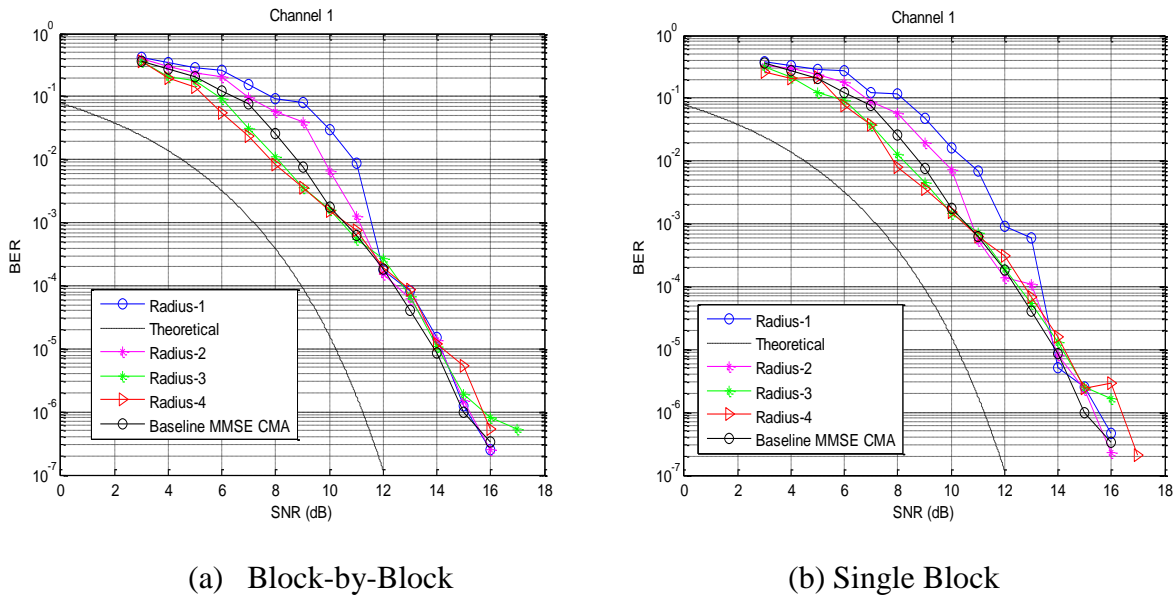 Channel 1
10^0
10^-1
10^-2
10^-3
10^-4
10^-5
10^-6
10^-7
BER
Radius-1
Theoretical
Radius-2
Radius-3
Radius-4
Baseline MMSE CMA
0 2 4 6 8 10 12 14 16 18
SNR (dB)
(a) Block-by-Block
Channel 1
10^0
10^-1
10^-2
10^-3
10^-4
10^-5
10^-6
10^-7
BER
Radius-1
Theoretical
Radius-2
Radius-3
Radius-4
Baseline MMSE CMA
0 2 4 6 8 10 12 14 16 18
SNR (dB)
(b) Single Block